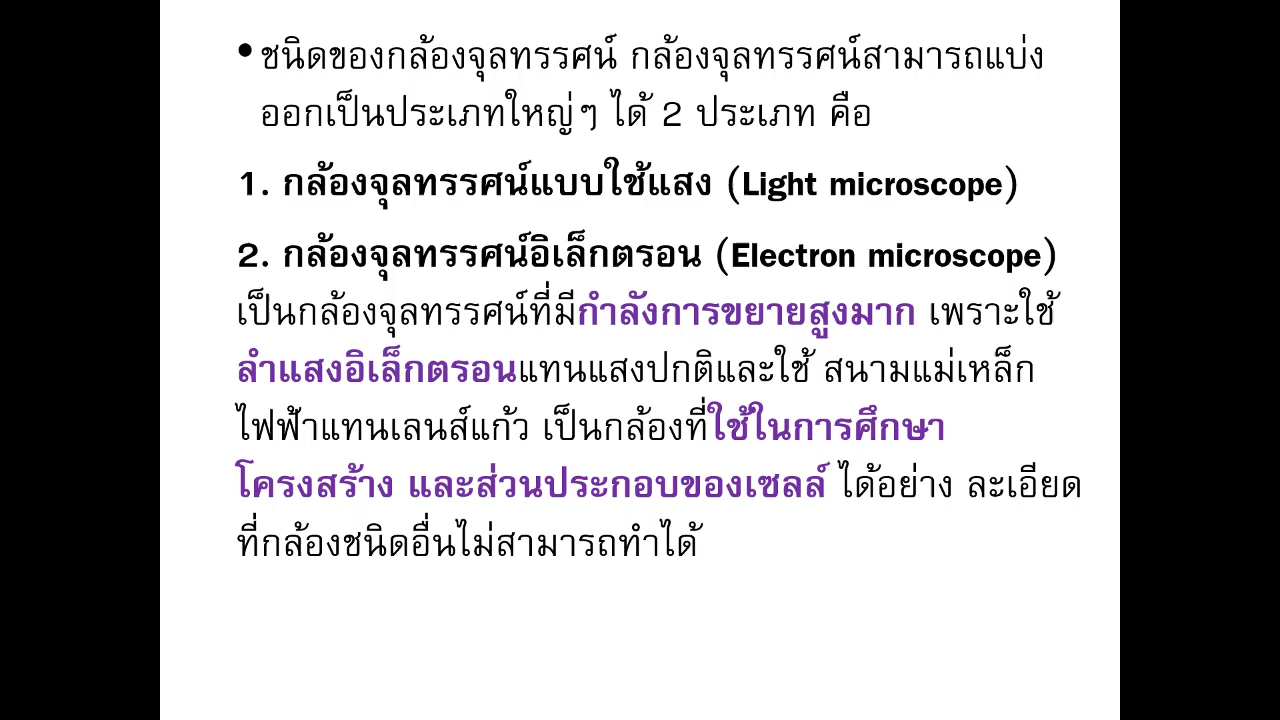 • ชนิดของกล้องจุลทรรศน์ กล้องจุลทรรศน์สามารถแบ่ง
ออกเป็นประเภทใหญ่ๆ ได้ 2 ประเภท คือ
1. กล้องจุลทรรศน์แบบใช้แสง (Light microscope)
2. กล้องจุลทรรศน์อิเล็กตรอน (Electron microscope)
เป็นกล้องจุลทรรศน์ที่มีกำลังการขยายสูงมาก เพราะใช้
ลำแสงอิเล็กตรอนแทนแสงปกติและใช้ สนามแม่เหล็ก
ไฟฟ้าแทนเลนส์แก้ว เป็นกล้องที่ใช้ในการศึกษา
โครงสร้าง และส่วนประกอบของเซลล์ ได้อย่าง ละเอียด
ที่กล้องชนิดอื่นไม่สามารถทำได้